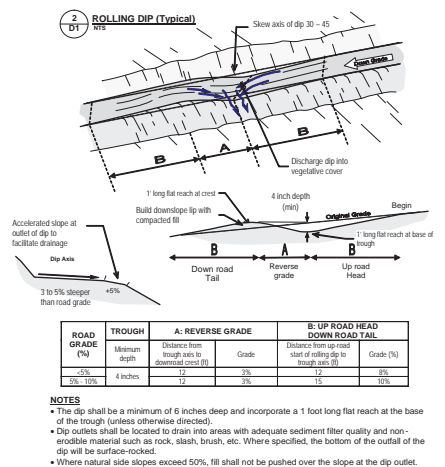 2
D1
ROLLING DIP (Typical)
NTS
Skew axis of dip 30 – 45
Down Grade
B
A
B
Discharge dip into
vegetative cover
1' long flat reach at crest
Build downslope lip with
compacted fill
4 inch depth
(min)
Original Grade
Begin
1' long flat reach at base of
trough
B
A
B
Down road
Tail
Reverse
grade
Up road
Head
Accelerated slope at
outlet of dip to
facilitate drainage
Dip Axis
3 to 5% steeper
than road grade
+5%
ROAD GRADE (%) TROUGH A: REVERSE GRADE B: UP ROAD HEAD DOWN ROAD TAIL
Minimum depth Distance from trough axis to downroad crest (ft) Grade Distance from up-road start of rolling dip to trough axis (ft) Grade (%)
<5% 4 inches 12 3% 12 8%
5% - 10% 12 3% 15 10%
NOTES
• The dip shall be a minimum of 6 inches deep and incorporate a 1 foot long flat reach at the base
of the trough (unless otherwise directed).
• Dip outlets shall be located to drain into areas with adequate sediment filter quality and non-
erodible material such as rock, slash, brush, etc. Where specified, the bottom of the outfall of the
dip will be surface-rocked.
• Where natural side slopes exceed 50%, fill shall not be pushed over the slope at the dip outlet.